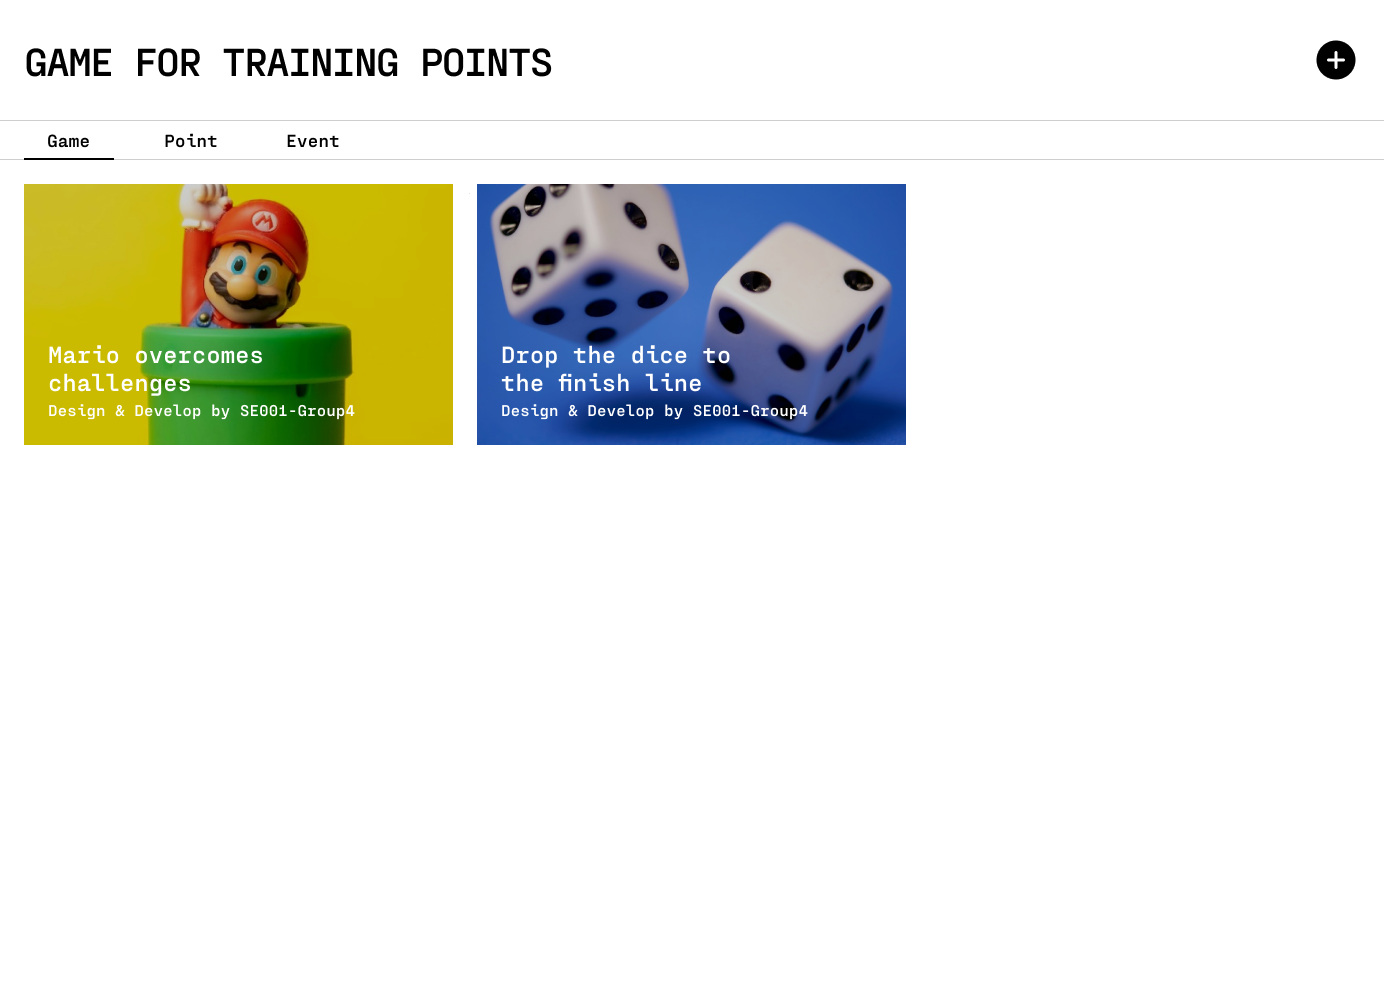 GAME FOR TRAINING POINTS
Game
Point
Event
Mario overcomes
challenges
Design & Develop by SE001-Group4
Drop the dice to
the finish line
Design & Develop by SE001-Group4